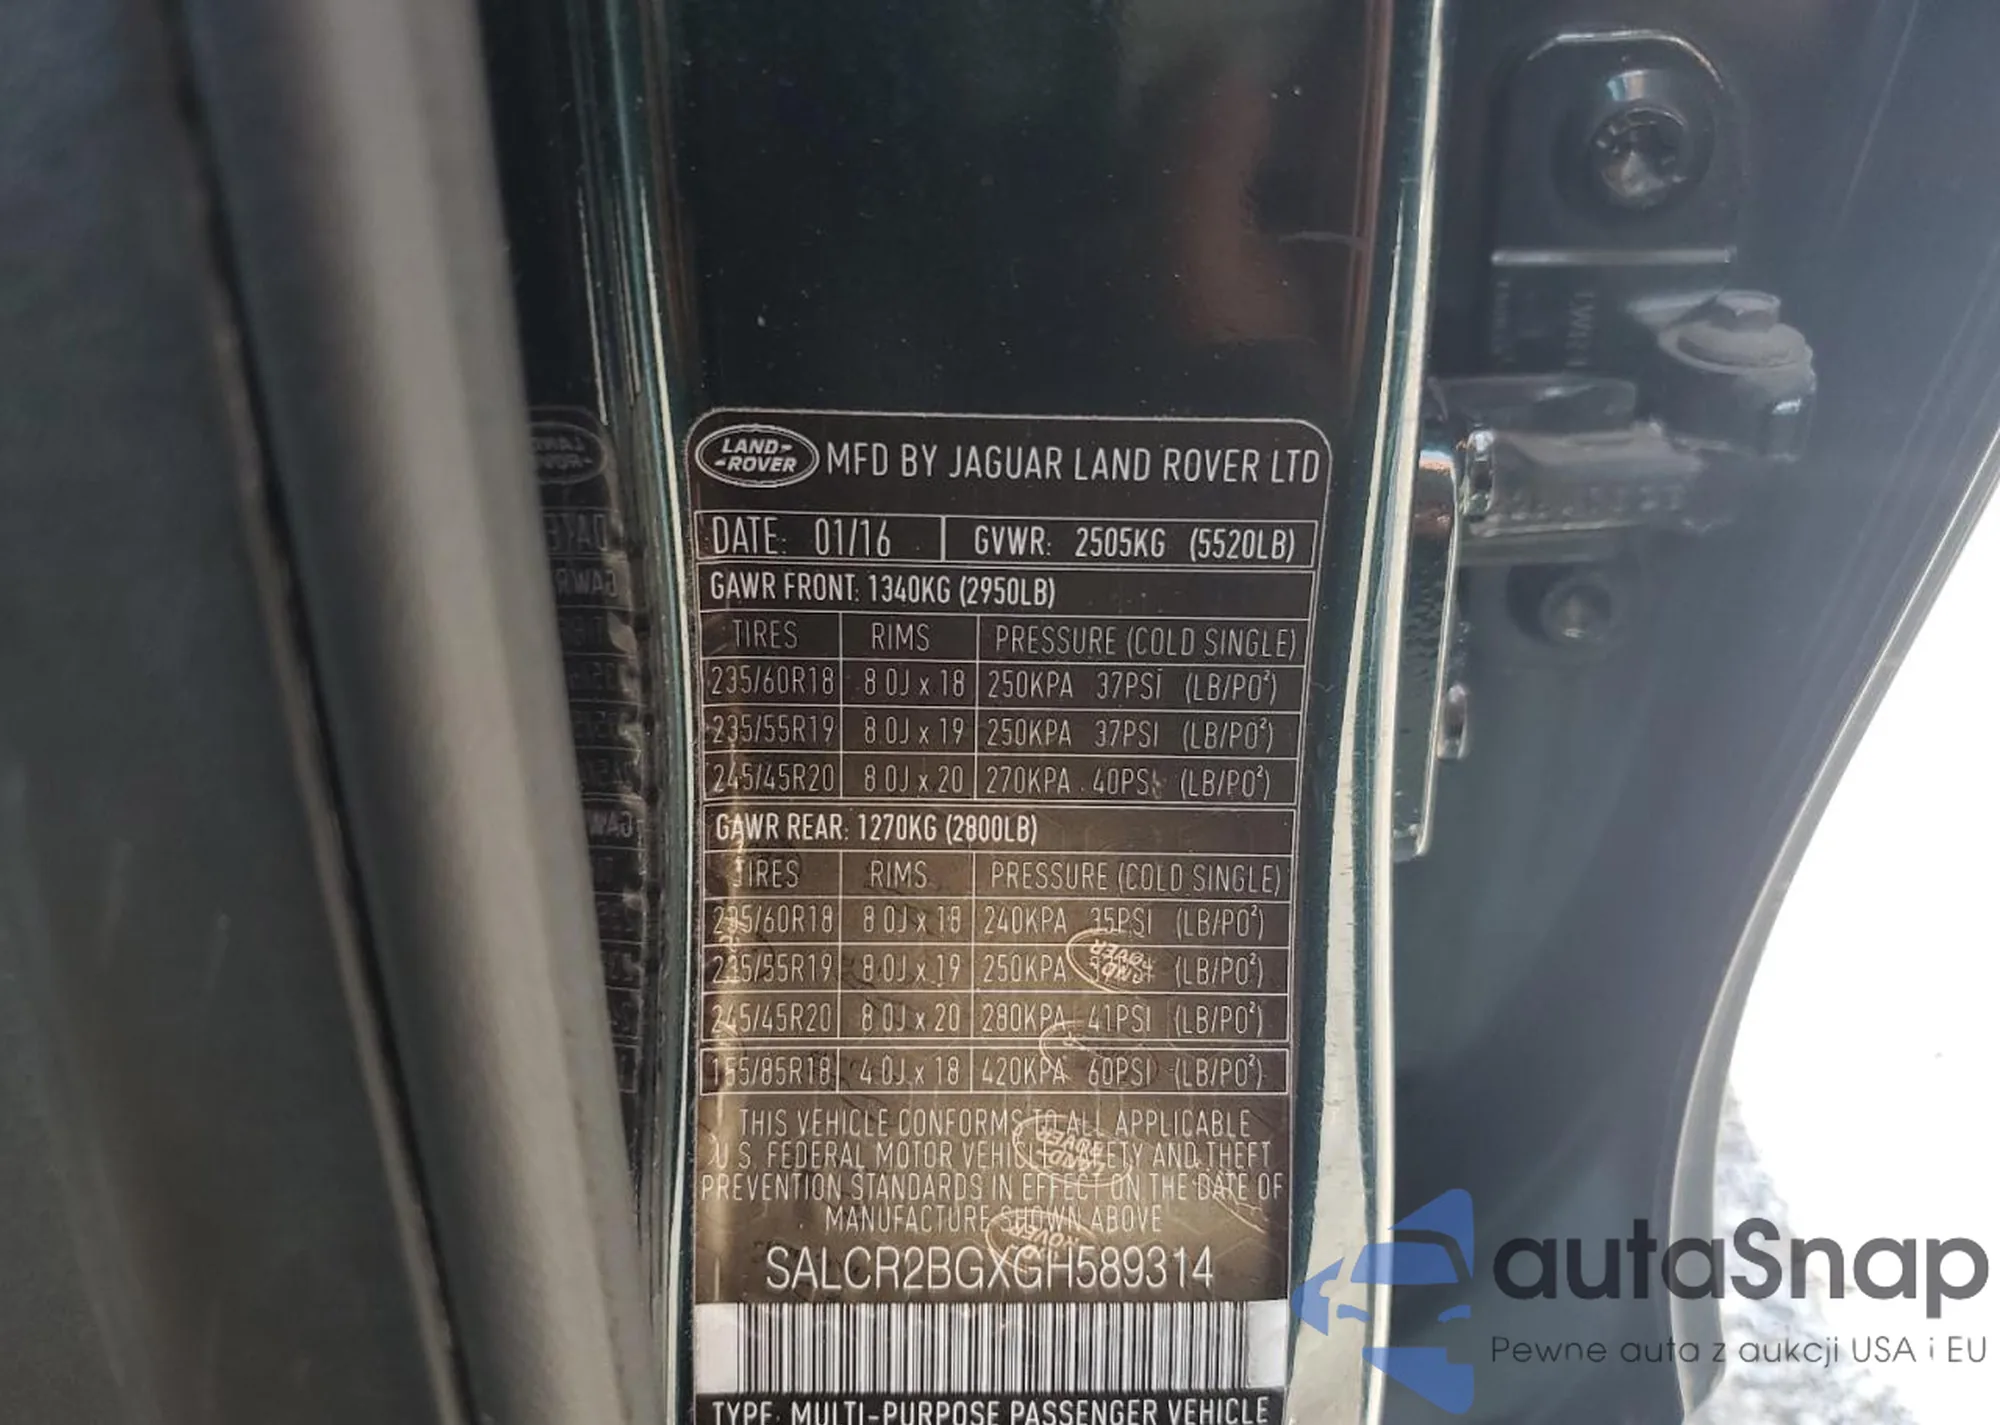 LAND-
-ROVER
MFD BY JAGUAR LAND ROVER LTD
DATE: 01/16 GVWR: 2505KG (5520LB)
GAWR FRONT: 1340KG (2950LB)
TIRES RIMS PRESSURE (COLD SINGLE)
235/60R18 8.0J x 18 250KPA 37PSI (LB/PO²)
235/55R19 8.0J x 19 250KPA 37PSI (LB/PO²)
245/45R20 8.0J x 20 270KPA 40PSI (LB/PO²)
GAWR REAR: 1270KG (2800LB)
TIRES RIMS PRESSURE (COLD SINGLE)
235/60R18 8.0J x 18 240KPA 35PSI (LB/PO²)
235/55R19 8.0J x 19 250KPA (LB/PO²)
245/45R20 8.0J x 20 280KPA 41PSI (LB/PO²)
155/85R18 4.0J x 18 420KPA 60PSI (LB/PO²)
THIS VEHICLE CONFORMS TO ALL APPLICABLE
U.S. FEDERAL MOTOR VEHICLE SAFETY AND THEFT
PREVENTION STANDARDS IN EFFECT ON THE DATE OF
MANUFACTURE SHOWN ABOVE
SALCR2BGXGH589314
TYPE: MULTI-PURPOSE PASSENGER VEHICLE
autaSnap
Pewne auta z aukcji USA i EU